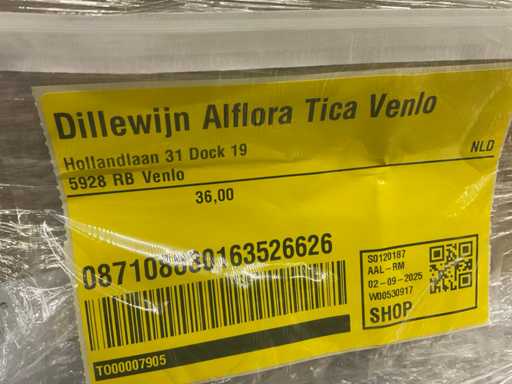 Dillewijn Alflora Tica Venlo
Hollandlaan 31 Dock 19
NLD
5928 RB Venlo
36,00
S0120187
AAL-RM
02-09-2025
W00530917
SHOP
T000007905